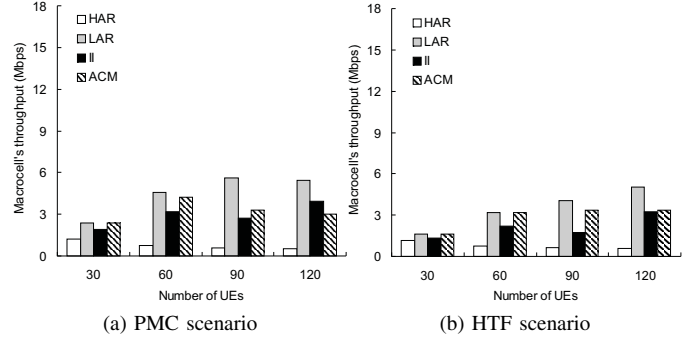 Macrocell's throughput (Mbps)
18
15
12
9
6
3
0
HAR
LAR
II
ACM
30 60 90 120
Number of UEs
(a) PMC scenario
Macrocell's throughput (Mbps)
18
15
12
9
6
3
0
HAR
LAR
II
ACM
30 60 90 120
Number of UEs
(b) HTF scenario